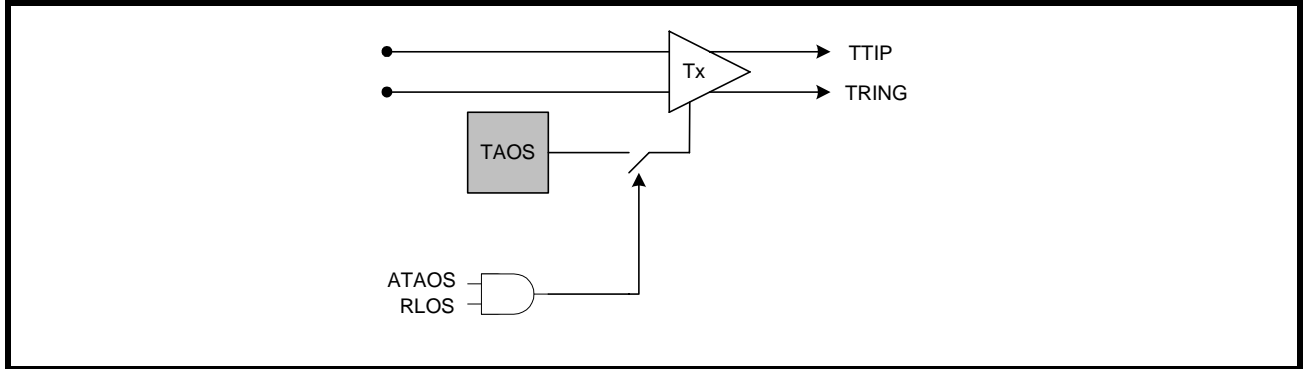 TTIP
Tx
TRING
TAOS
ATAOS
RLOS